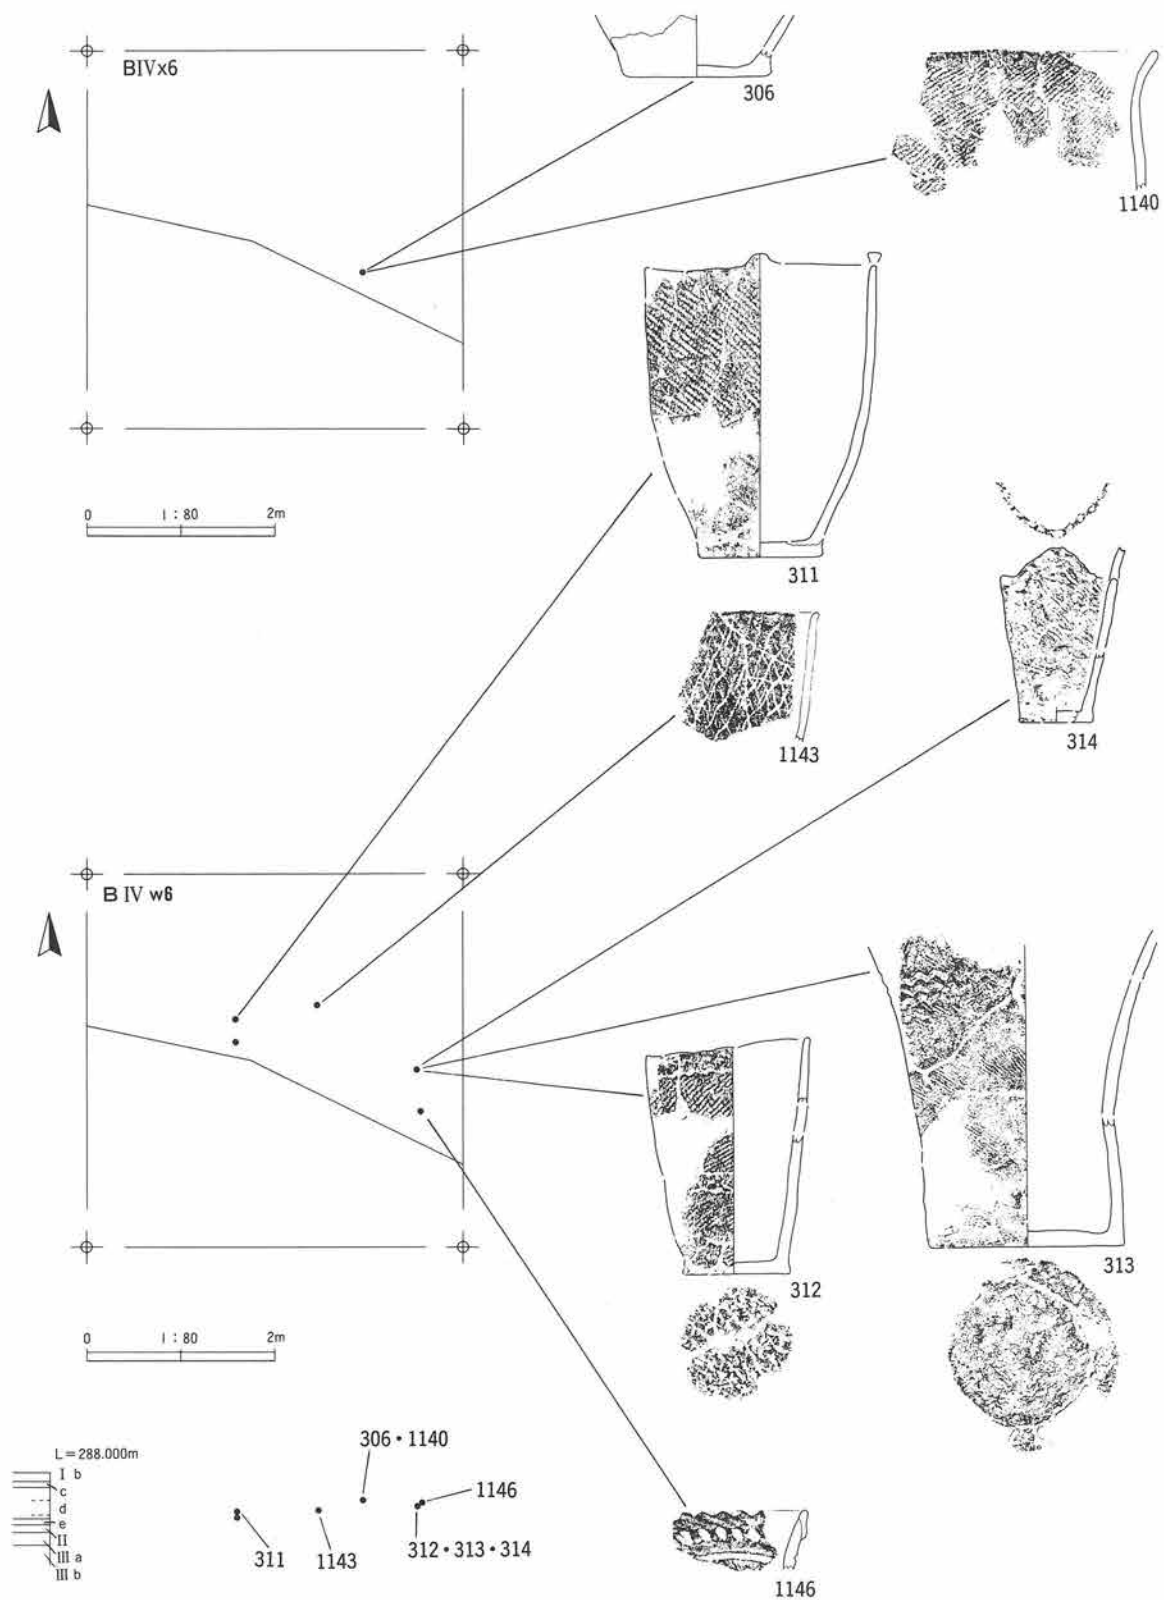 BIVx6
306
1140
311
0 1:80 2m
314
1143
B IV w6
313
312
0 1:80 2m
306・1140
L=288.000m
I b
c
d
e
II
III a
III b
1146
311
1143
312・313・314
1146